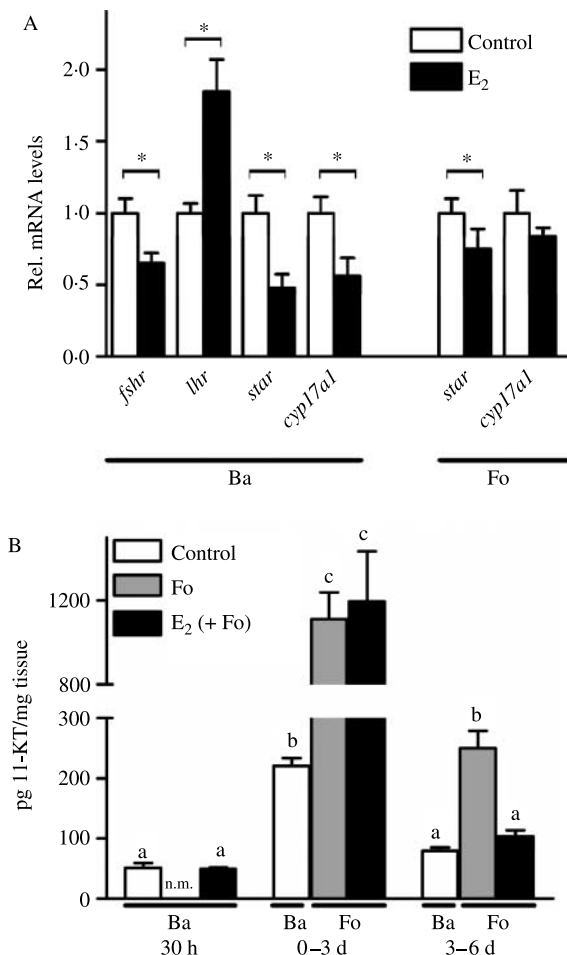 A
*
Control
E2
2·0
1·5
* * * *
1·0
0·5
0·0
Rel. mRNA levels
fshr lhr star cyp17a1 star cyp17a1
Ba Fo
B
Control
Fo
E2 (+ Fo)
c c
1200
800
pg 11-KT/mg tissue
300
b b
200
100
a a a a
n.m.
0
Ba Ba Fo Ba Fo
30 h 0–3 d 3–6 d